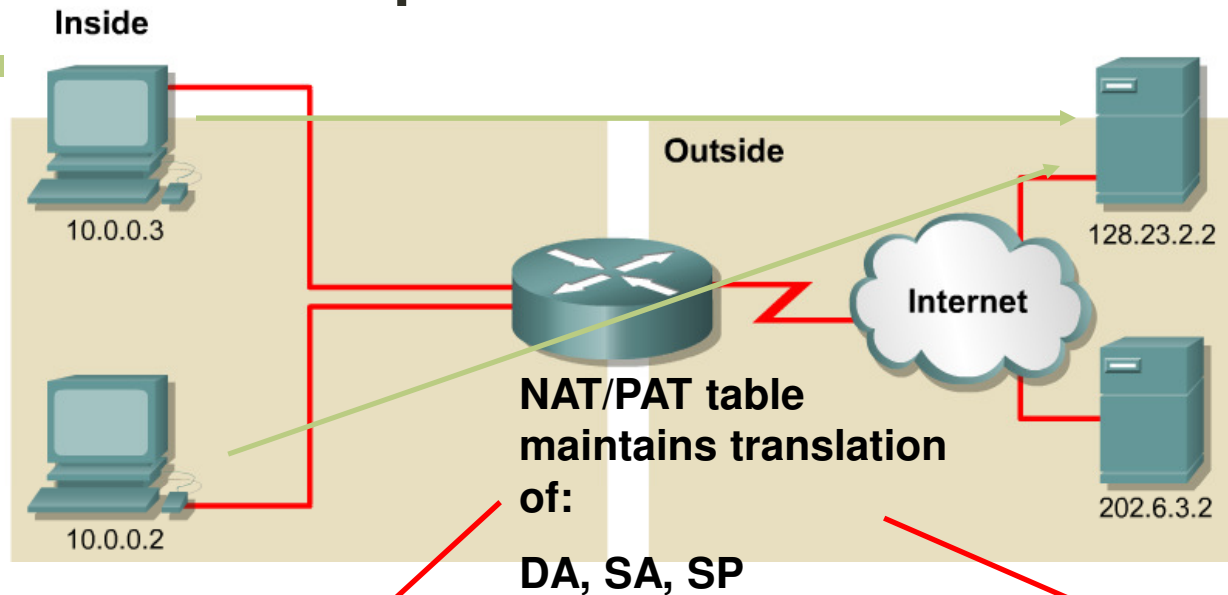 Inside
Outside
10.0.0.3
128.23.2.2
Internet
NAT/PAT table
maintains translation
of:
202.6.3.2
10.0.0.2
DA, SA, SP